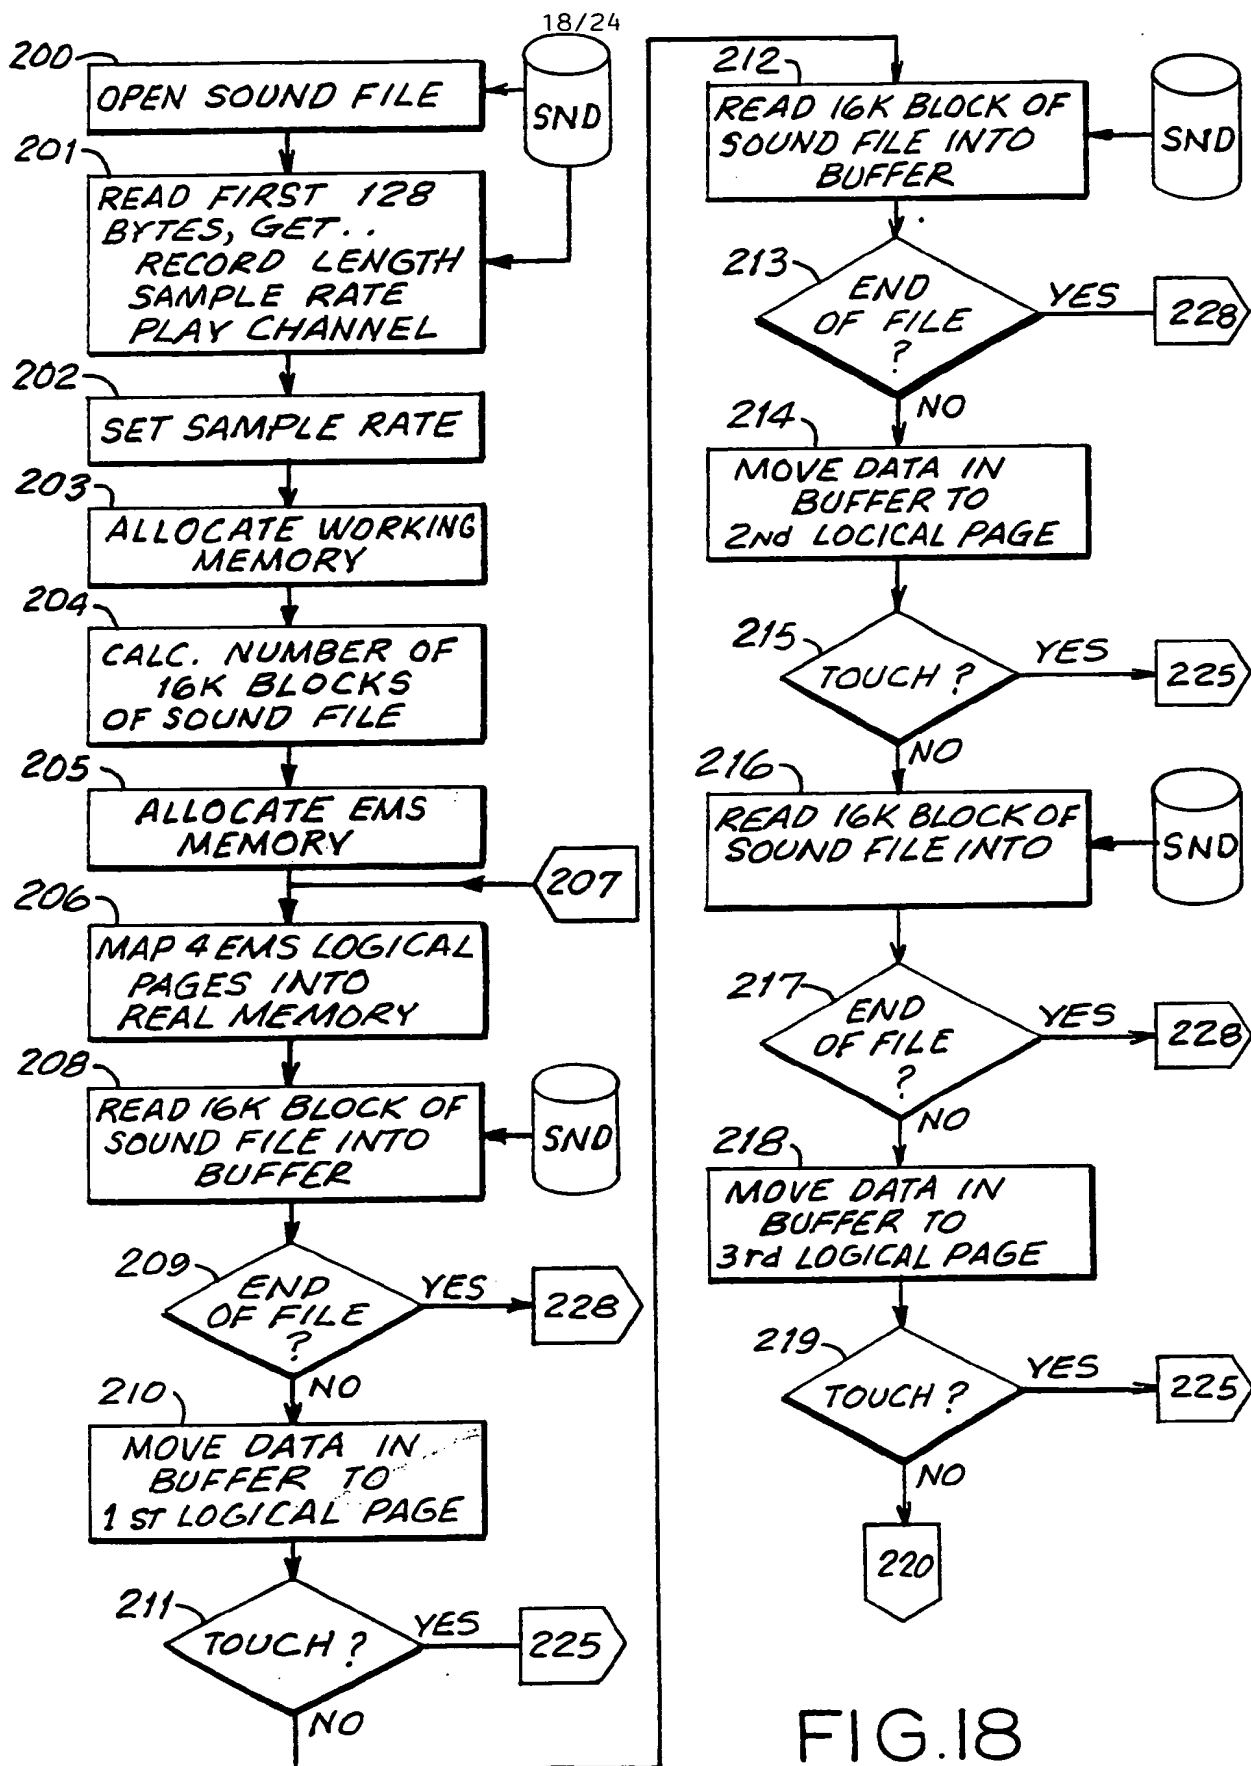 18/24
200
OPEN SOUND FILE
SND
201
READ FIRST 128
BYTES, GET..
RECORD LENGTH
SAMPLE RATE
PLAY CHANNEL
202
SET SAMPLE RATE
203
ALLOCATE WORKING
MEMORY
204
CALC. NUMBER OF
16K BLOCKS
OF SOUND FILE
205
ALLOCATE EMS
MEMORY
207
206
MAP 4 EMS LOGICAL
PAGES INTO
REAL MEMORY
208
READ 16K BLOCK OF
SOUND FILE INTO
BUFFER
SND
209
END
OF FILE
?
YES
228
NO
210
MOVE DATA IN
BUFFER TO
1ST LOGICAL PAGE
211
TOUCH?
YES
225
NO
212
READ 16K BLOCK OF
SOUND FILE INTO
BUFFER
SND
213
END
OF FILE
?
YES
228
NO
214
MOVE DATA IN
BUFFER TO
2ND LOGICAL PAGE
215
TOUCH?
YES
225
NO
216
READ 16K BLOCK OF
SOUND FILE INTO
SND
217
END
OF FILE
?
YES
228
NO
218
MOVE DATA IN
BUFFER TO
3rd LOGICAL PAGE
219
TOUCH?
YES
225
NO
220
FIG.18